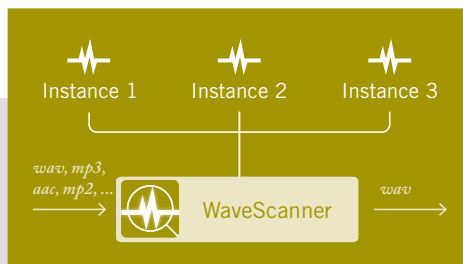 Instance 1
Instance 2
Instance 3
wav, mp3,
aac, mp2, ...
WaveScanner
wav